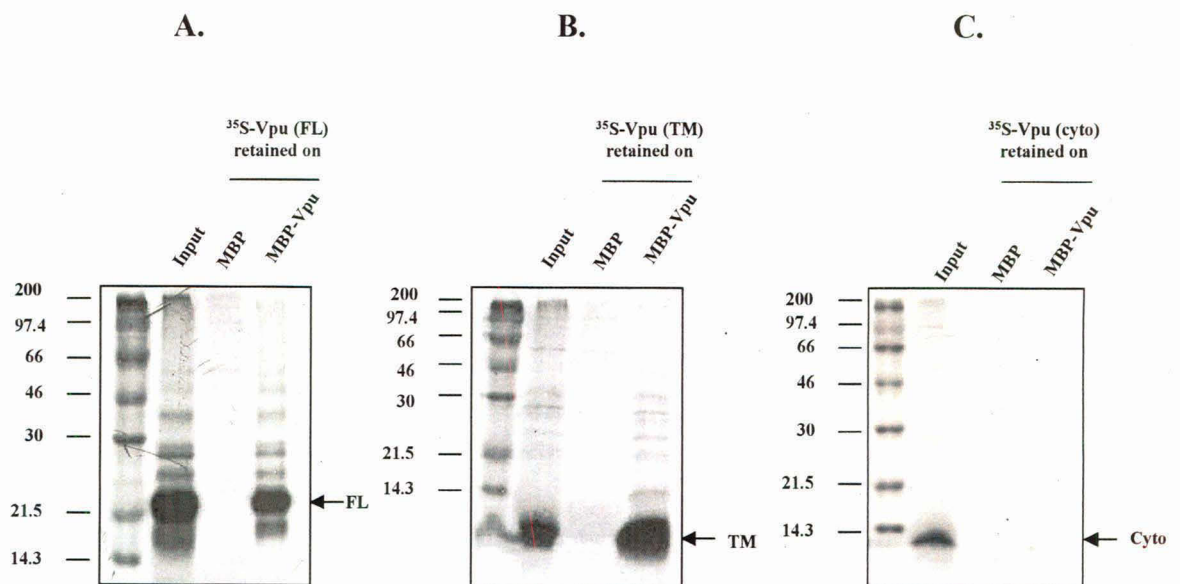 A.
³⁵S-Vpu (FL)
retained on
Input
MBP
MBP-Vpu
200
97.4
66
46
30
21.5
14.3
FL
B.
³⁵S-Vpu (TM)
retained on
Input
MBP
MBP-Vpu
200
97.4
66
46
30
21.5
14.3
TM
C.
³⁵S-Vpu (cyto)
retained on
Input
MBP
MBP-Vpu
200
97.4
66
46
30
21.5
14.3
Cyto